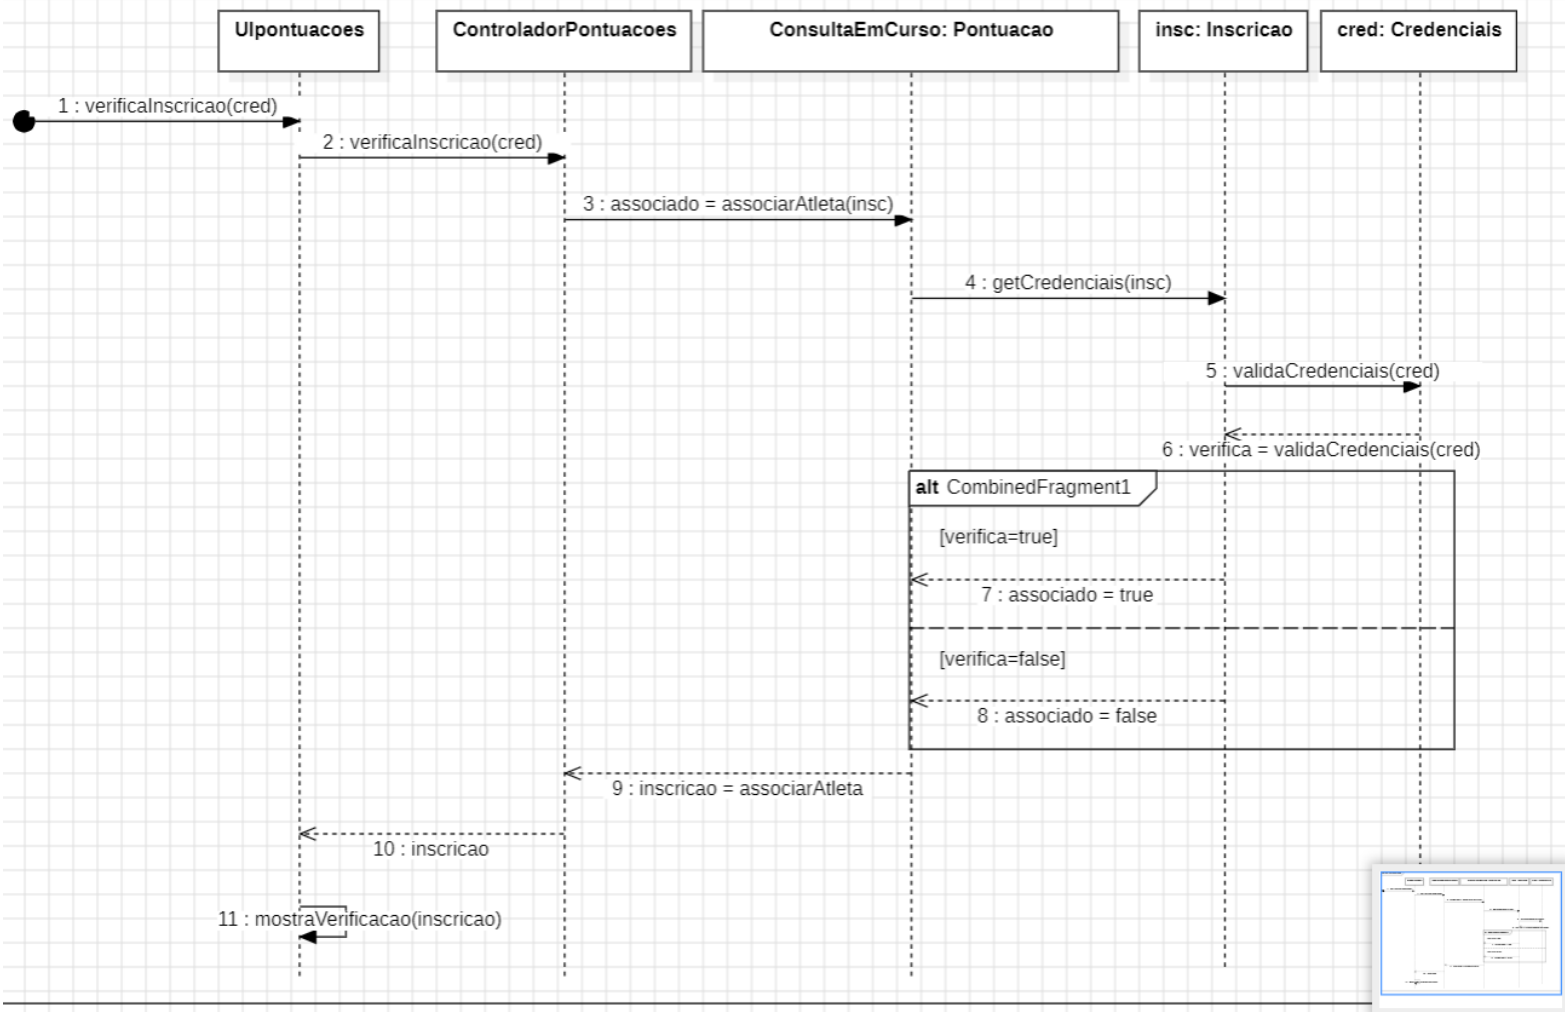 UIpontuacoes
ControladorPontuacoes
ConsultaEmCurso: Pontuacao
insc: Inscricao
cred: Credenciais
1 : verificaInscricao(cred)
2 : verificaInscricao(cred)
3 : associado = associarAtleta(insc)
4 : getCredenciais(insc)
5 : validaCredenciais(cred)
6 : verifica = validaCredenciais(cred)
alt CombinedFragment1
[verifica=true]
7 : associado = true
[verifica=false]
8 : associado = false
9 : inscricao = associarAtleta
10 : inscricao
11 : mostraVerificacao(inscricao)